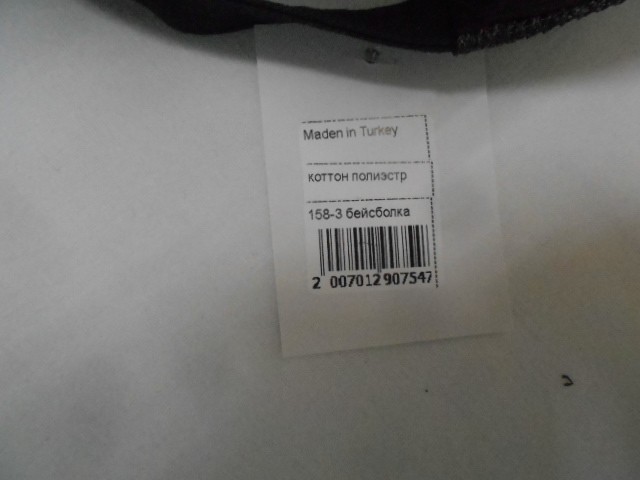 Maden in Turkey
коттон полиэстр
158-3 бейсболка
2 007012 907547